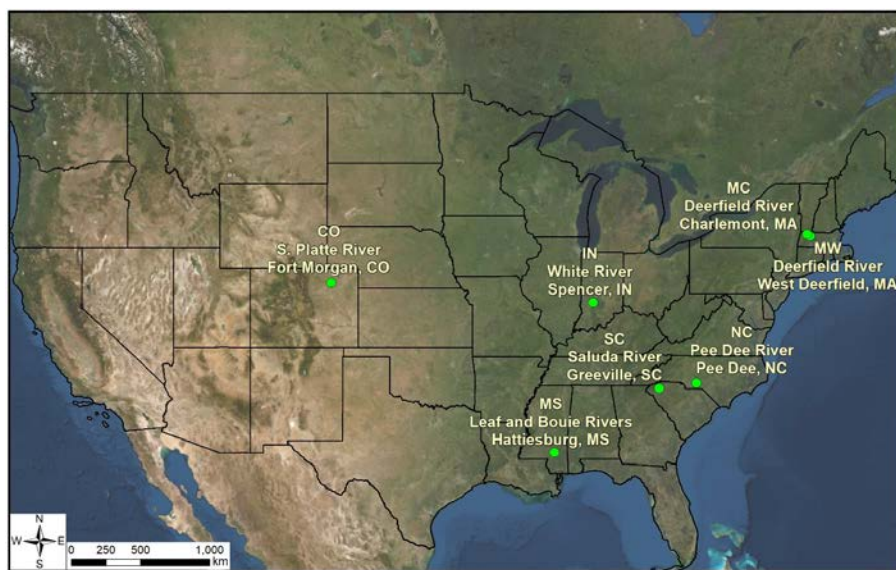 MC
Deerfield River
Charlemont, MA
MW
Deerfield River
West Deerfield, MA
CO
S. Platte River
Fort Morgan, CO
IN
White River
Spencer, IN
SC
Saluda River
Greeville, SC
NC
Pee Dee River
Pee Dee, NC
MS
Leaf and Bouie Rivers
Hattiesburg, MS
N
W E
S
0 250 500 1,000
km